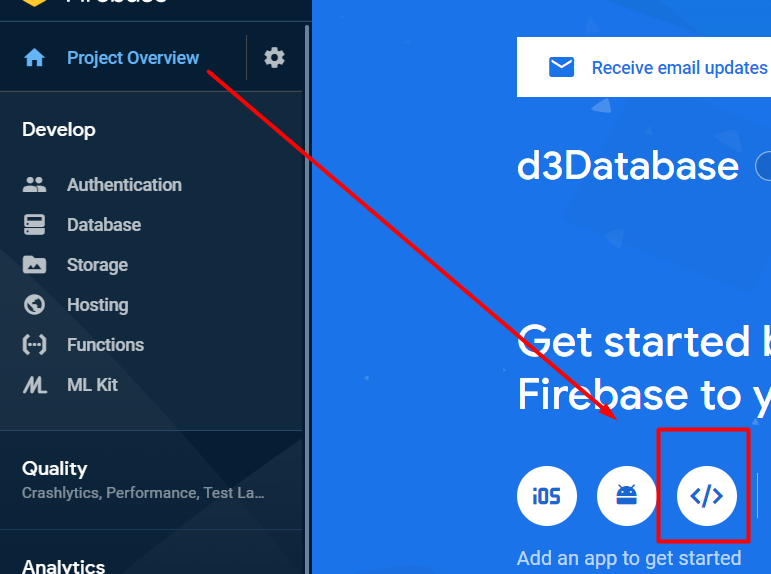 Firebase
Project Overview
Develop
Authentication
Database
Storage
Hosting
Functions
ML Kit
Quality
Crashlytics, Performance, Test La...
Analytics
Receive email updates
d3Database
Get started b
Firebase to y
iOS
</>
Add an app to get started